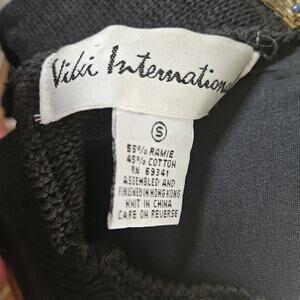 Vikki Internationa
S
55% RAMIE
45% COTTON
RN 69341
ASSEMBLED AND
FINISHED IN HONG KONG
KNIT IN CHINA
CARE ON REVERSE